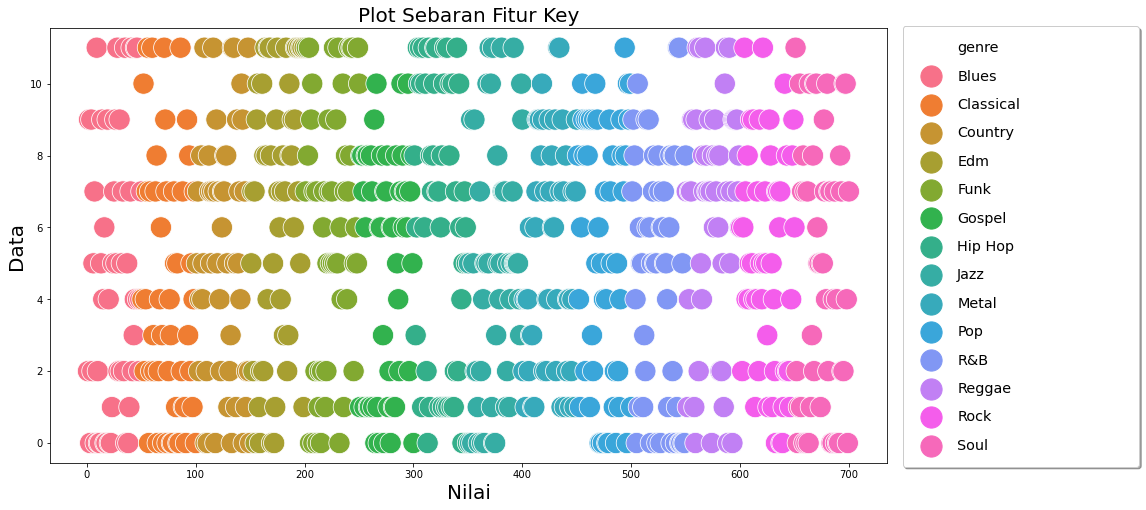 Plot Sebaran Fitur Key
Data
10
8
6
4
2
0
0 100 200 300 400 500 600 700
Nilai
genre
Blues
Classical
Country
Edm
Funk
Gospel
Hip Hop
Jazz
Metal
Pop
R&B
Reggae
Rock
Soul